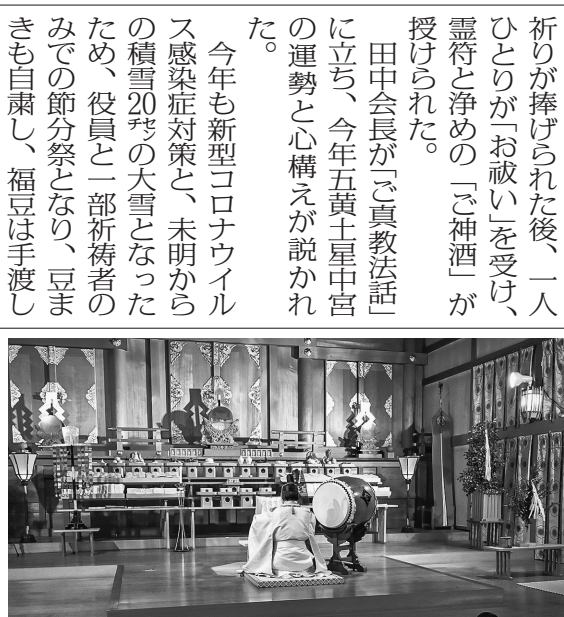 祈りが捧げられた後、一人
ひとりが「お祓い」を受け、
霊符と浄めの「ご神酒」が
授けられた。
　田中会長が「ご真教法話」
に立ち、今年五黄土星中宮
の運勢と心構えが説かれ
た。
　今年も新型コロナウイル
ス感染症対策と、未明から
の積雪20㌢の大雪となった
ため、役員と一部祈祷者の
みでの節分祭となり、豆ま
きも自粛し、福豆は手渡し